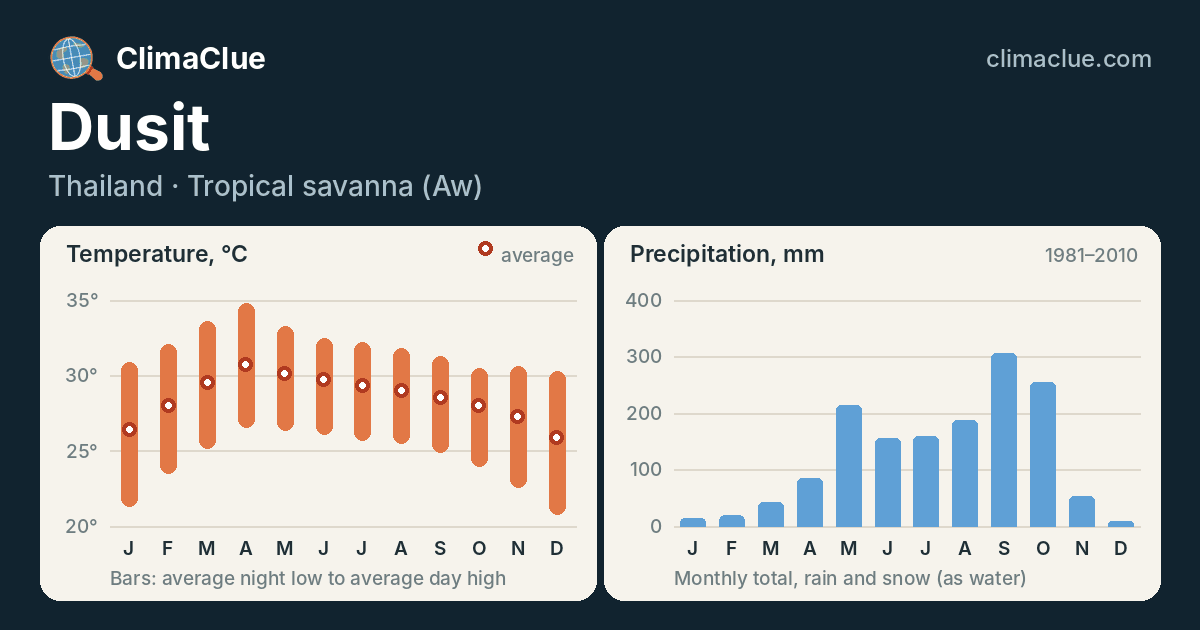 ClimaClue
climaclue.com
Dusit
Thailand · Tropical savanna (Aw)
Temperature, °C
average
35°
30°
25°
20°
J F M A M J J A S O N D
Bars: average night low to average day high
Precipitation, mm
1981–2010
400
300
200
100
0
J F M A M J J A S O N D
Monthly total, rain and snow (as water)